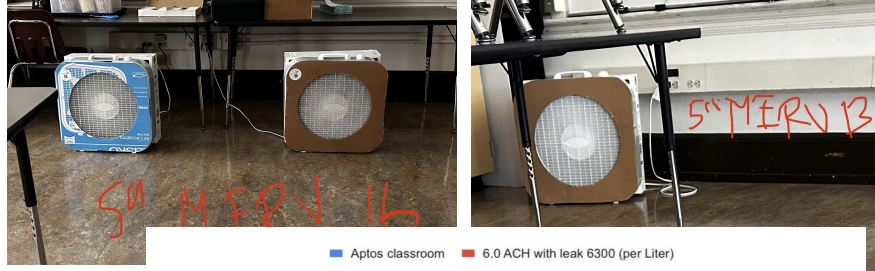 5" MERV 16
5" MERV 13
Aptos classroom
6.0 ACH with leak 6300 (per Liter)